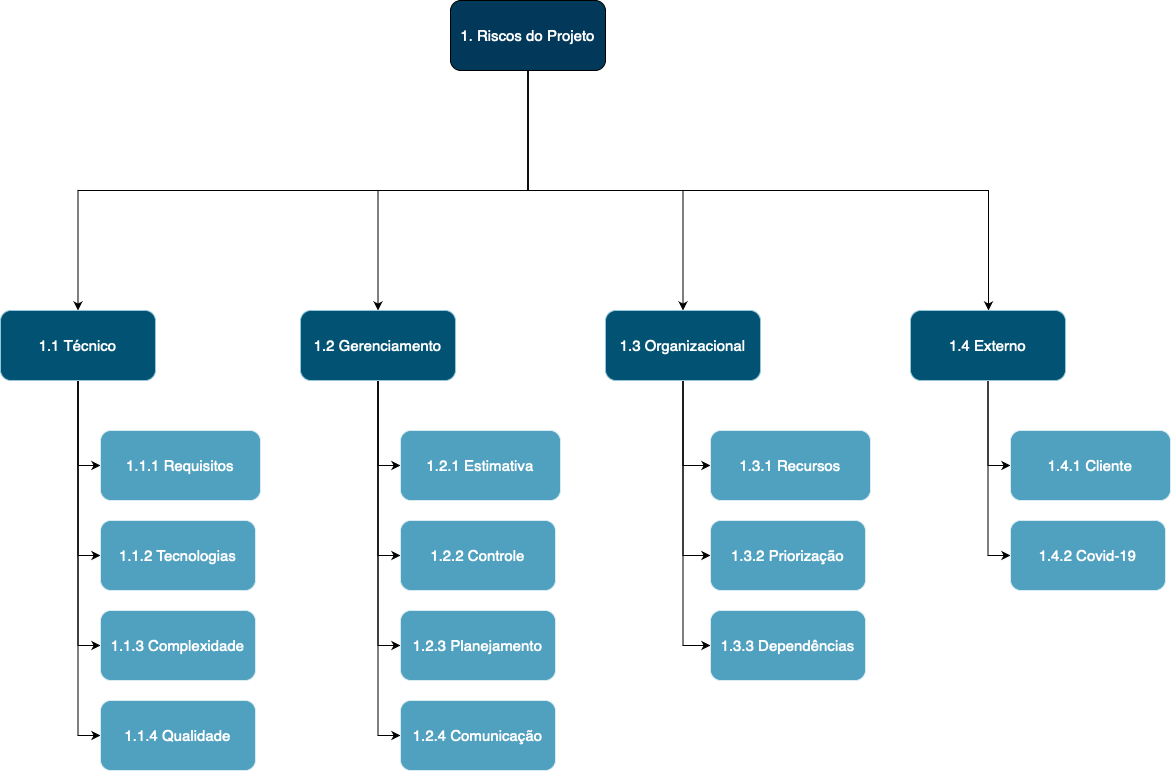 1. Riscos do Projeto
1.1 Técnico
1.2 Gerenciamento
1.3 Organizacional
1.4 Externo
1.1.1 Requisitos
1.2.1 Estimativa
1.3.1 Recursos
1.4.1 Cliente
1.1.2 Tecnologias
1.2.2 Controle
1.3.2 Priorização
1.4.2 Covid-19
1.1.3 Complexidade
1.2.3 Planejamento
1.3.3 Dependências
1.1.4 Qualidade
1.2.4 Comunicação